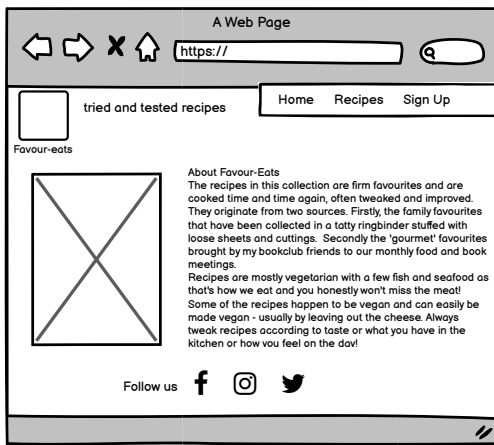 A Web Page
https://
Home Recipes Sign Up
tried and tested recipes
Favour-eats
About Favour-Eats
The recipes in this collection are firm favourites and are
cooked time and time again, often tweaked and improved.
They originate from two sources. Firstly, the family favourites
that have been collected in a tatty ringbinder stuffed with
loose sheets and cuttings. Secondly the 'gourmet' favourites
brought by my bookclub friends to our monthly food and book
meetings.
Recipes are mostly vegetarian with a few fish and seafood as
that's how we eat and you honestly won't miss the meat!
Some of the recipes happen to be vegan and can easily be
made vegan - usually by leaving out the cheese. Always
tweak recipes according to taste or what you have in the
kitchen or how you feel on the day!
Follow us